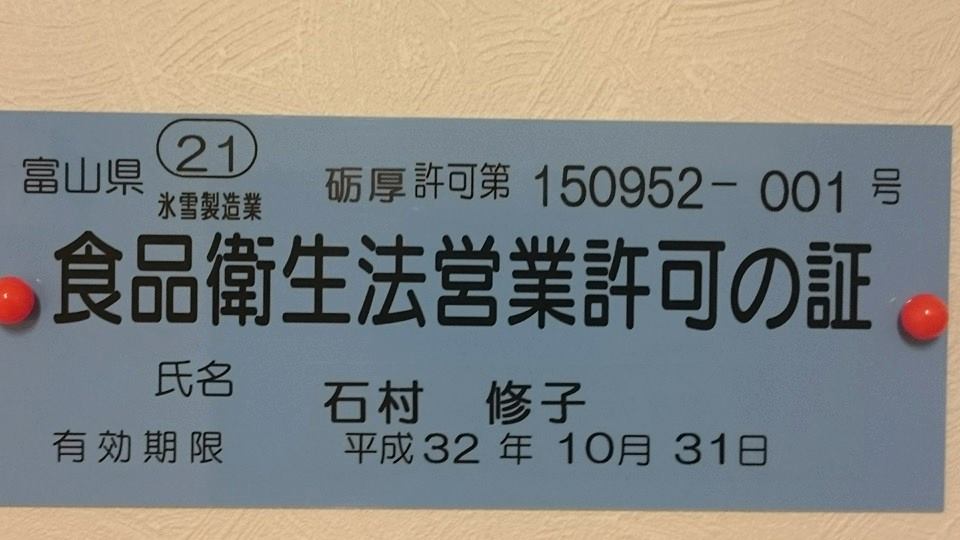 富山県 21 砺厚許可第 150952－001 号
氷雪製造業
食品衛生法営業許可の証
氏名 石村 修子
有効期限 平成32年10月31日